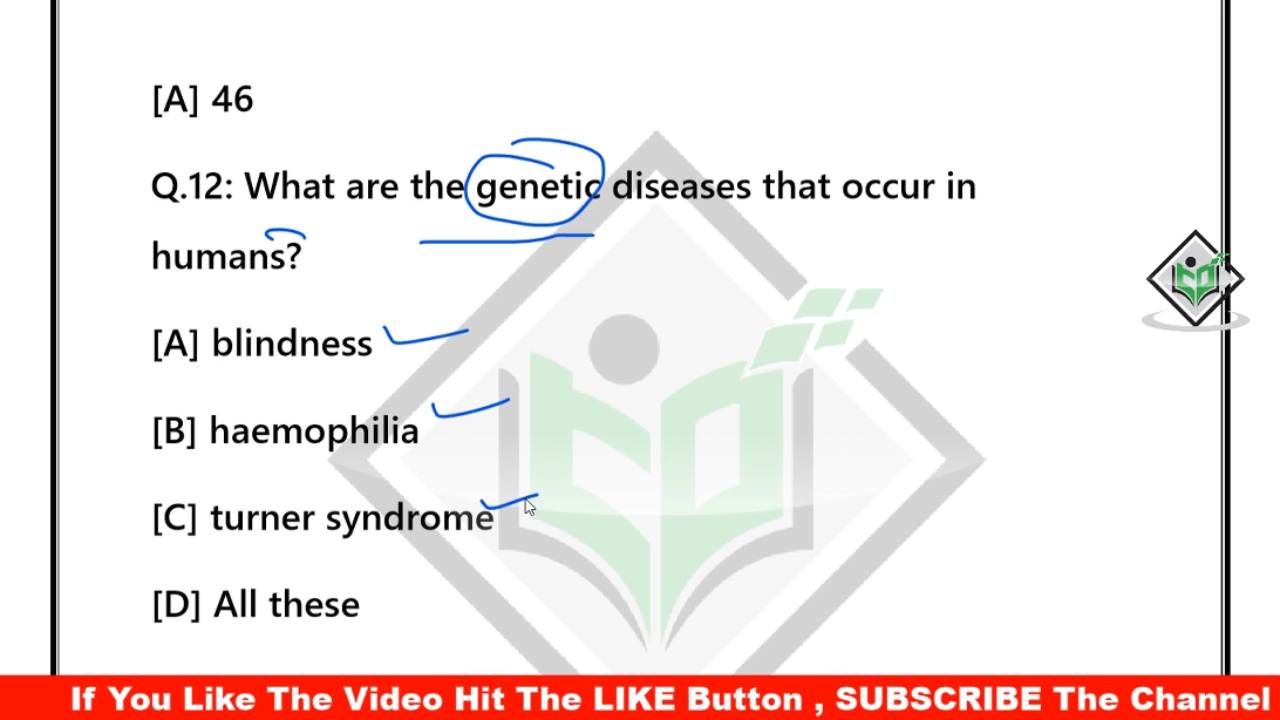 [A] 46
Q.12: What are the genetic diseases that occur in
humans?
[A] blindness
[B] haemophilia
[C] turner syndrome
[D] All these
If You Like The Video Hit The LIKE Button , SUBSCRIBE The Channel